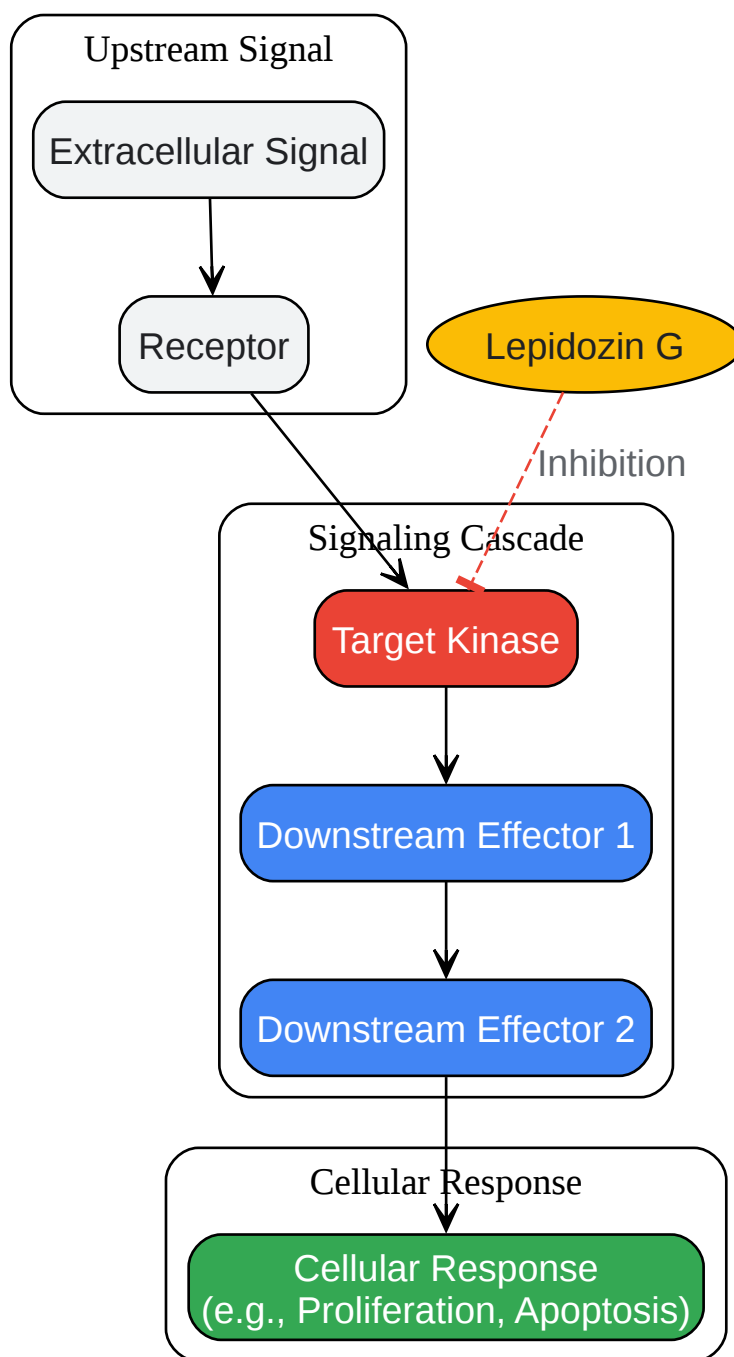 Upstream Signal
Extracellular Signal
Receptor
Lepidozin G
Inhibition
Signaling Cascade
Target Kinase
Downstream Effector 1
Downstream Effector 2
Cellular Response
Cellular Response
(e.g., Proliferation, Apoptosis)